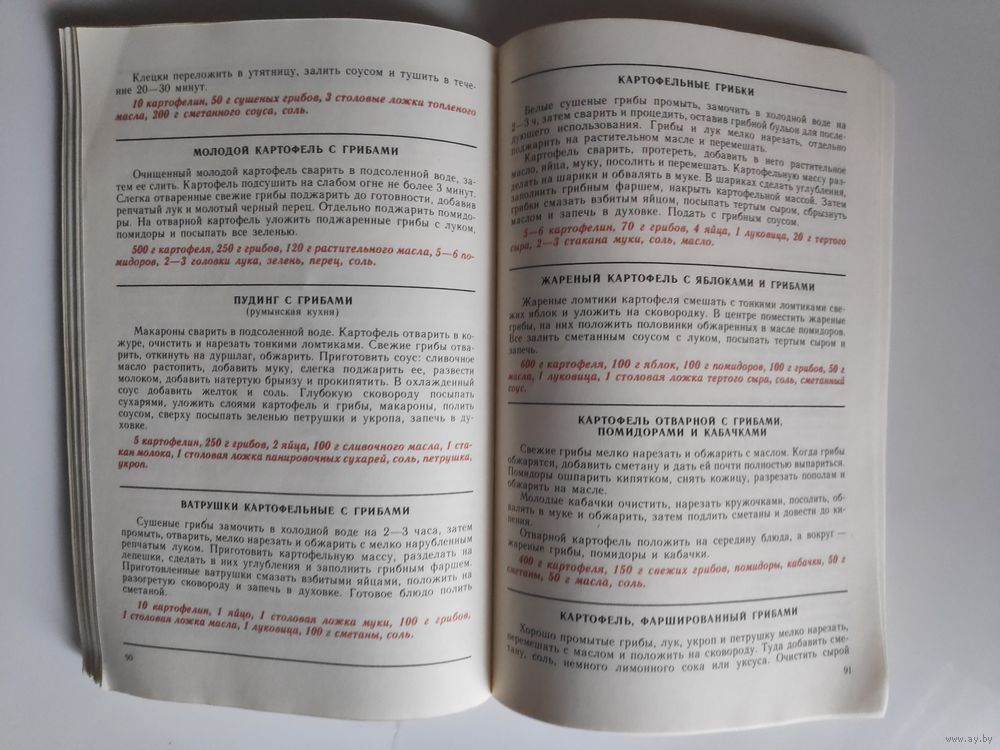 Клецки переложить в утятницу, залить соусом и тушить в тече-
ние 20—30 минут.
10 картофелин, 50 г сушеных грибов, 3 столовые ложки топленого
масла, 200 г сметанного соуса, соль.
МОЛОДОЙ КАРТОФЕЛЬ С ГРИБАМИ
Очищенный молодой картофель сварить в подсоленной воде, за-
тем ее слить. Картофель подсушить на слабом огне не более 3 минут.
Слегка отваренные свежие грибы поджарить до готовности, добавив
репчатый лук и молотый черный перец. Отдельно поджарить помидо-
ры. На отварной картофель уложить поджаренные грибы с луком,
помидоры и посыпать все зеленью.
500 г картофеля, 250 г грибов, 120 г растительного масла, 5—6 по-
мидоров, 2—3 головки лука, зелень, перец, соль.
ПУДИНГ С ГРИБАМИ
(румынская кухня)
Макароны сварить в подсоленной воде. Картофель отварить в ко-
журе, очистить и нарезать тонкими ломтиками. Свежие грибы отва-
рить, откинуть на дуршлаг, обжарить. Приготовить соус: сливочное
масло растопить, добавить муку, слегка поджарить ее, развести
молоком, добавить натертую брынзу и прокипятить. В охлажденный
соус добавить желток и соль. Глубокую сковороду посыпать
сухарями, уложить слоями картофель и грибы, макароны, полить
соусом, сверху посыпать зеленью петрушки и укропа, запечь в ду-
ховке.
5 картофелин, 250 г грибов, 2 яйца, 100 г сливочного масла, 1 ста-
кан молока, 1 столовая ложка панировочных сухарей, соль, петрушка,
укроп.
ВАТРУШКИ КАРТОФЕЛЬНЫЕ С ГРИБАМИ
Сушеные грибы замочить в холодной воде на 2—3 часа, затем
промыть, отварить, мелко нарезать и обжарить с мелко нарубленным
репчатым луком. Приготовить картофельную массу, разделать на
лепешки, сделать в них углубления и заполнить грибным фаршем.
Приготовленные ватрушки смазать взбитыми яйцами, положить на
разогретую сковороду и запечь в духовке. Готовое блюдо полить
сметаной.
10 картофелин, 1 яйцо, 1 столовая ложка муки, 100 г грибов,
1 столовая ложка масла, 1 луковица, 100 г сметаны, соль.
90
КАРТОФЕЛЬНЫЕ ГРИБКИ
Белые сушеные грибы промыть, замочить в холодной воде на
2—3 ч, затем сварить и процедить, оставив грибной бульон для после-
дующего использования. Грибы и лук мелко нарезать, отдельно
поджарить на растительном масле и перемешать.
Картофель сварить, протереть, добавить в него растительное
масло, яйца, муку, посолить и перемешать. Картофельную массу раз-
делать на шарики и обвалять в муке. В шариках сделать углубления,
заполнить грибным фаршем, накрыть картофельной массой. Затем
грибки смазать взбитым яйцом, посыпать тертым сыром, сбрызнуть
маслом и запечь в духовке. Подать с грибным соусом.
5—6 картофелин, 70 г грибов, 4 яйца, 1 луковица, 20 г тертого
сыра, 2—3 стакана муки, соль, масло.
ЖАРЕНЫЙ КАРТОФЕЛЬ С ЯБЛОКАМИ И ГРИБАМИ
Жареные ломтики картофеля смешать с тонкими ломтиками све-
жих яблок и уложить на сковородку. В центре поместить жареные
грибы, на них положить половинки обжаренных в масле помидоров.
Все залить сметанным соусом с луком, посыпать тертым сыром и
запечь.
600 г картофеля, 100 г яблок, 100 г помидоров, 100 г грибов, 50 г
масла, 1 луковица, 1 столовая ложка тертого сыра, соль, сметанный
соус.
КАРТОФЕЛЬ ОТВАРНОЙ С ГРИБАМИ,
ПОМИДОРАМИ И КАБАЧКАМИ
Свежие грибы мелко нарезать и обжарить с маслом. Когда грибы
обжарятся, добавить сметану и дать ей почти полностью выпариться.
Помидоры ошпарить кипятком, снять кожицу, разрезать пополам и
обжарить на масле.
Молодые кабачки очистить, нарезать кружочками, посолить, об-
валить в муке и обжарить, затем подлить сметаны и довести до ки-
пения.
Отварной картофель положить на середину блюда, а вокруг —
жареные грибы, помидоры и кабачки.
400 г картофеля, 150 г свежих грибов, помидоры, кабачки, 50 г
сметаны, 50 г масла, соль.
КАРТОФЕЛЬ, ФАРШИРОВАННЫЙ ГРИБАМИ
Хорошо промытые грибы, лук, укроп и петрушку мелко нарезать,
перемешать с маслом и положить на сковороду. Туда добавить сме-
тану, соль, немного лимонного сока или уксуса. Очистить сырой
91
www.ay.by